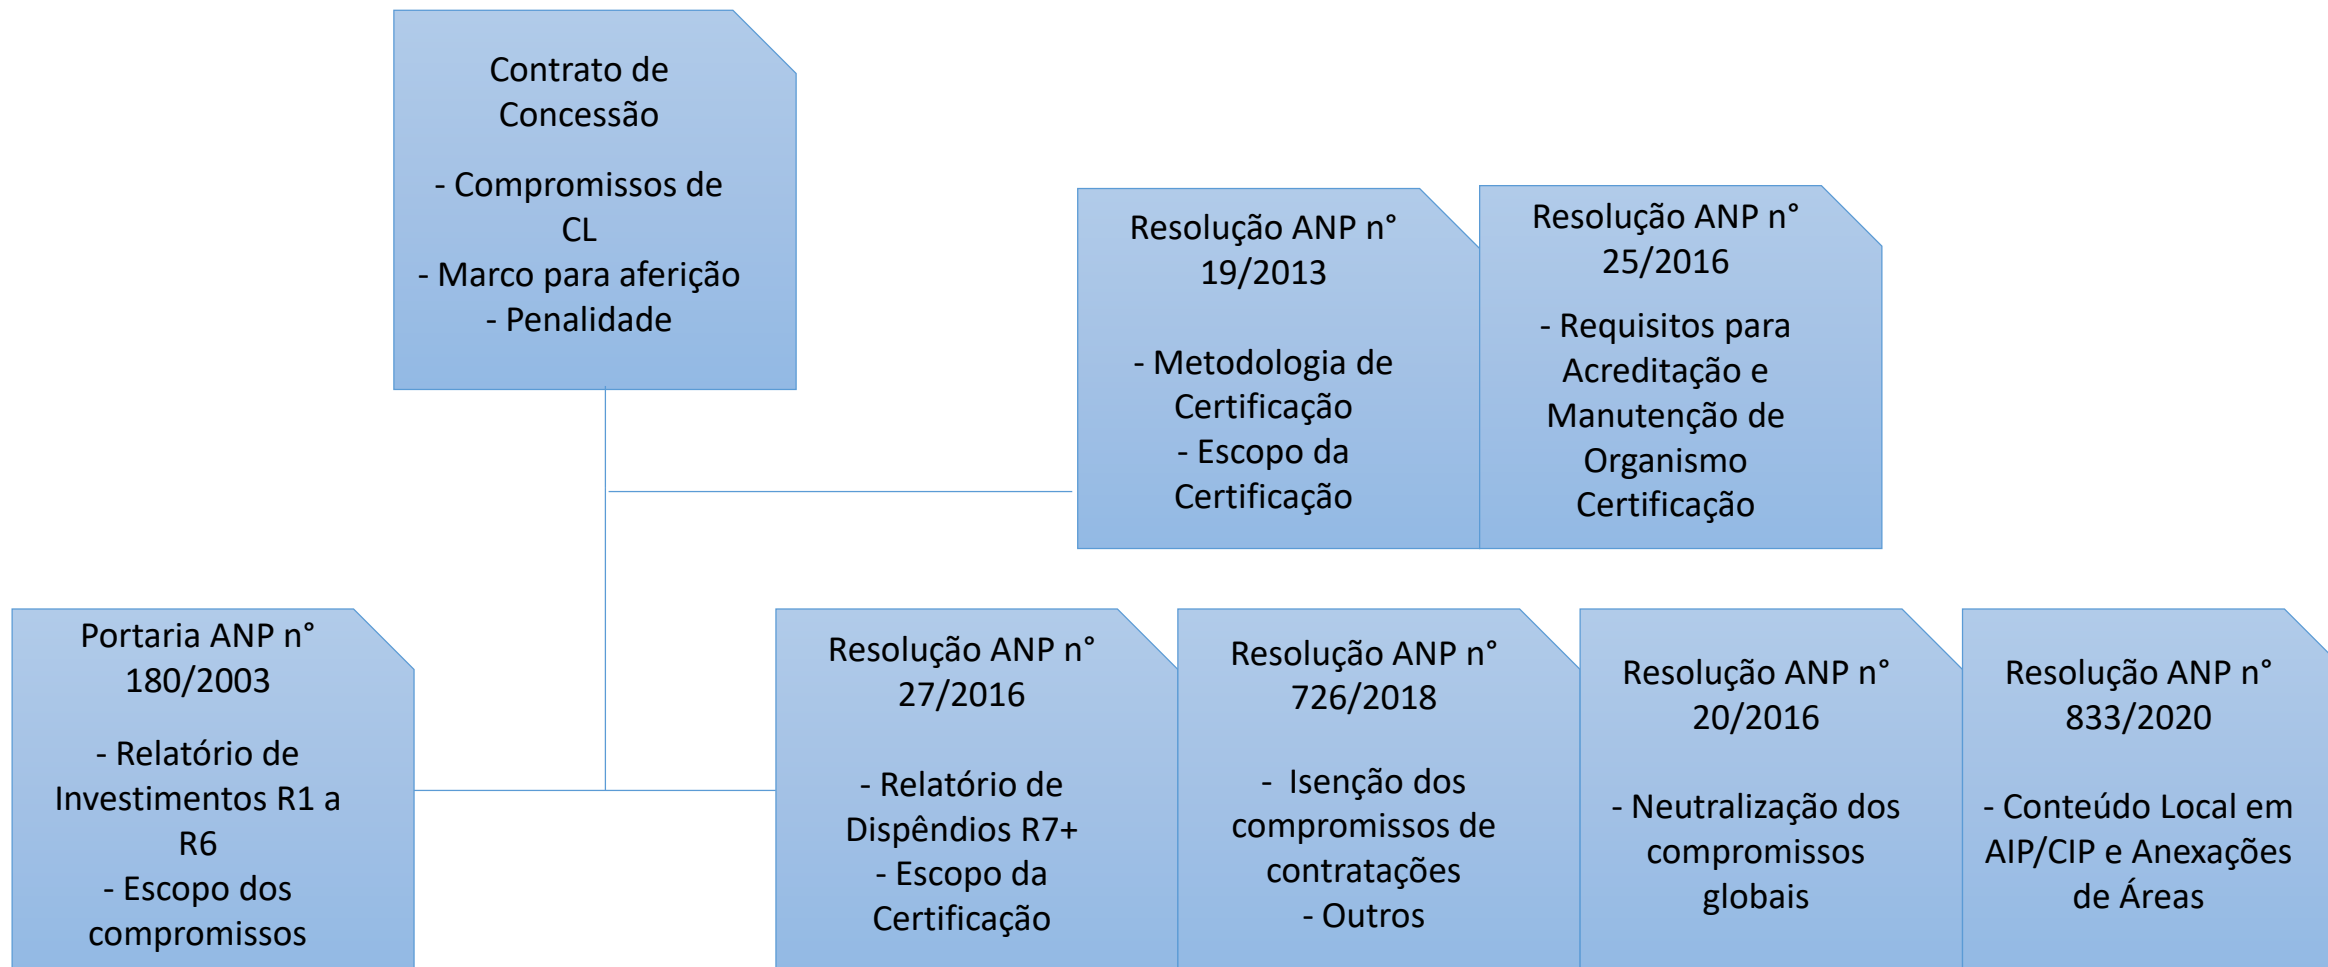 Contrato de
Concessão
- Compromissos de
CL
- Marco para aferição
- Penalidade
Resolução ANP n°
19/2013
- Metodologia de
Certificação
- Escopo da
Certificação
Resolução ANP n°
25/2016
- Requisitos para
Acreditação e
Manutenção de
Organismo
Certificação
Portaria ANP n°
180/2003
- Relatório de
Investimentos R1 a
R6
- Escopo dos
compromissos
Resolução ANP n°
27/2016
- Relatório de
Dispêndios R7+
- Escopo da
Certificação
Resolução ANP n°
726/2018
- Isenção dos
compromissos de
contratações
- Outros
Resolução ANP n°
20/2016
- Neutralização dos
compromissos
globais
Resolução ANP n°
833/2020
- Conteúdo Local em
AIP/CIP e Anexações
de Áreas